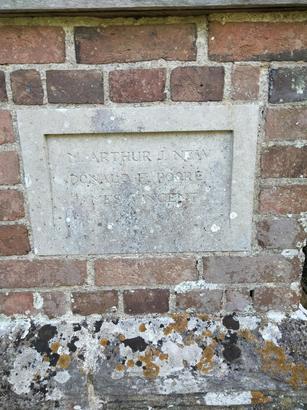 ARTHUR J. NEW
DONALD E. POORE
VINCENT